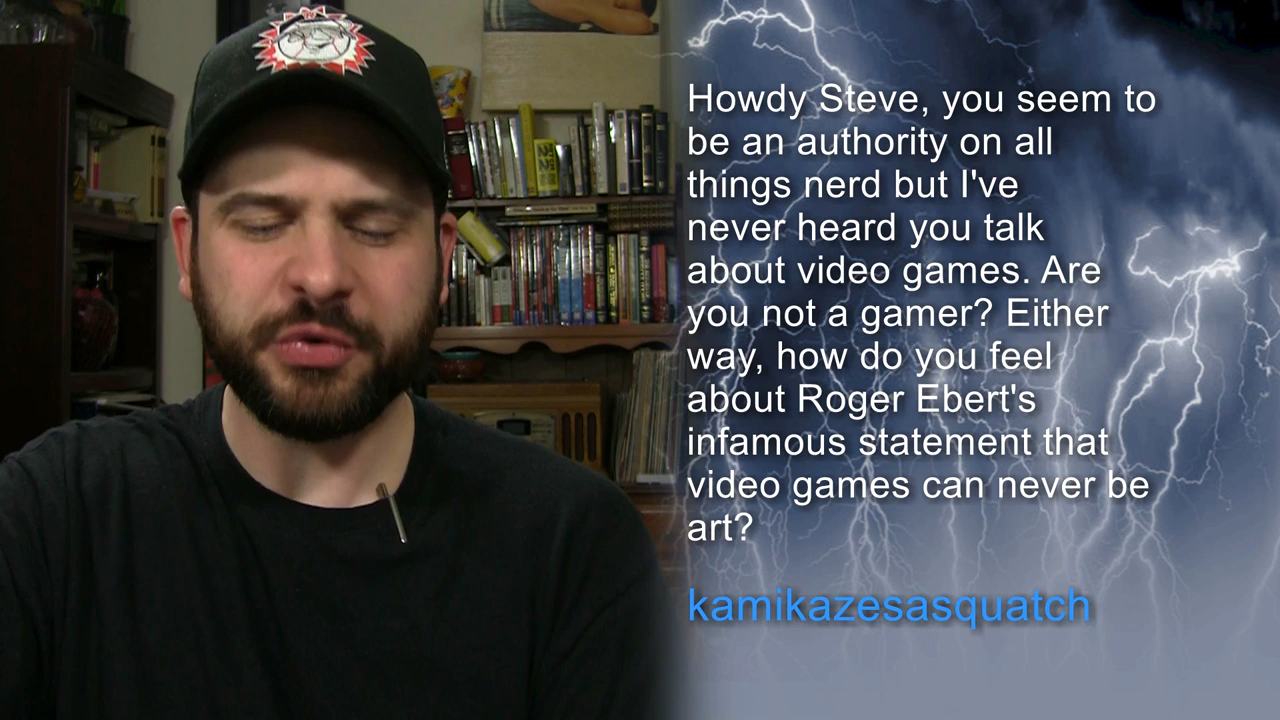 Howdy Steve, you seem to
be an authority on all
things nerd but I've
never heard you talk
about video games. Are
you not a gamer? Either
way, how do you feel
about Roger Ebert's
infamous statement that
video games can never be
art?
kamikazesasquatch